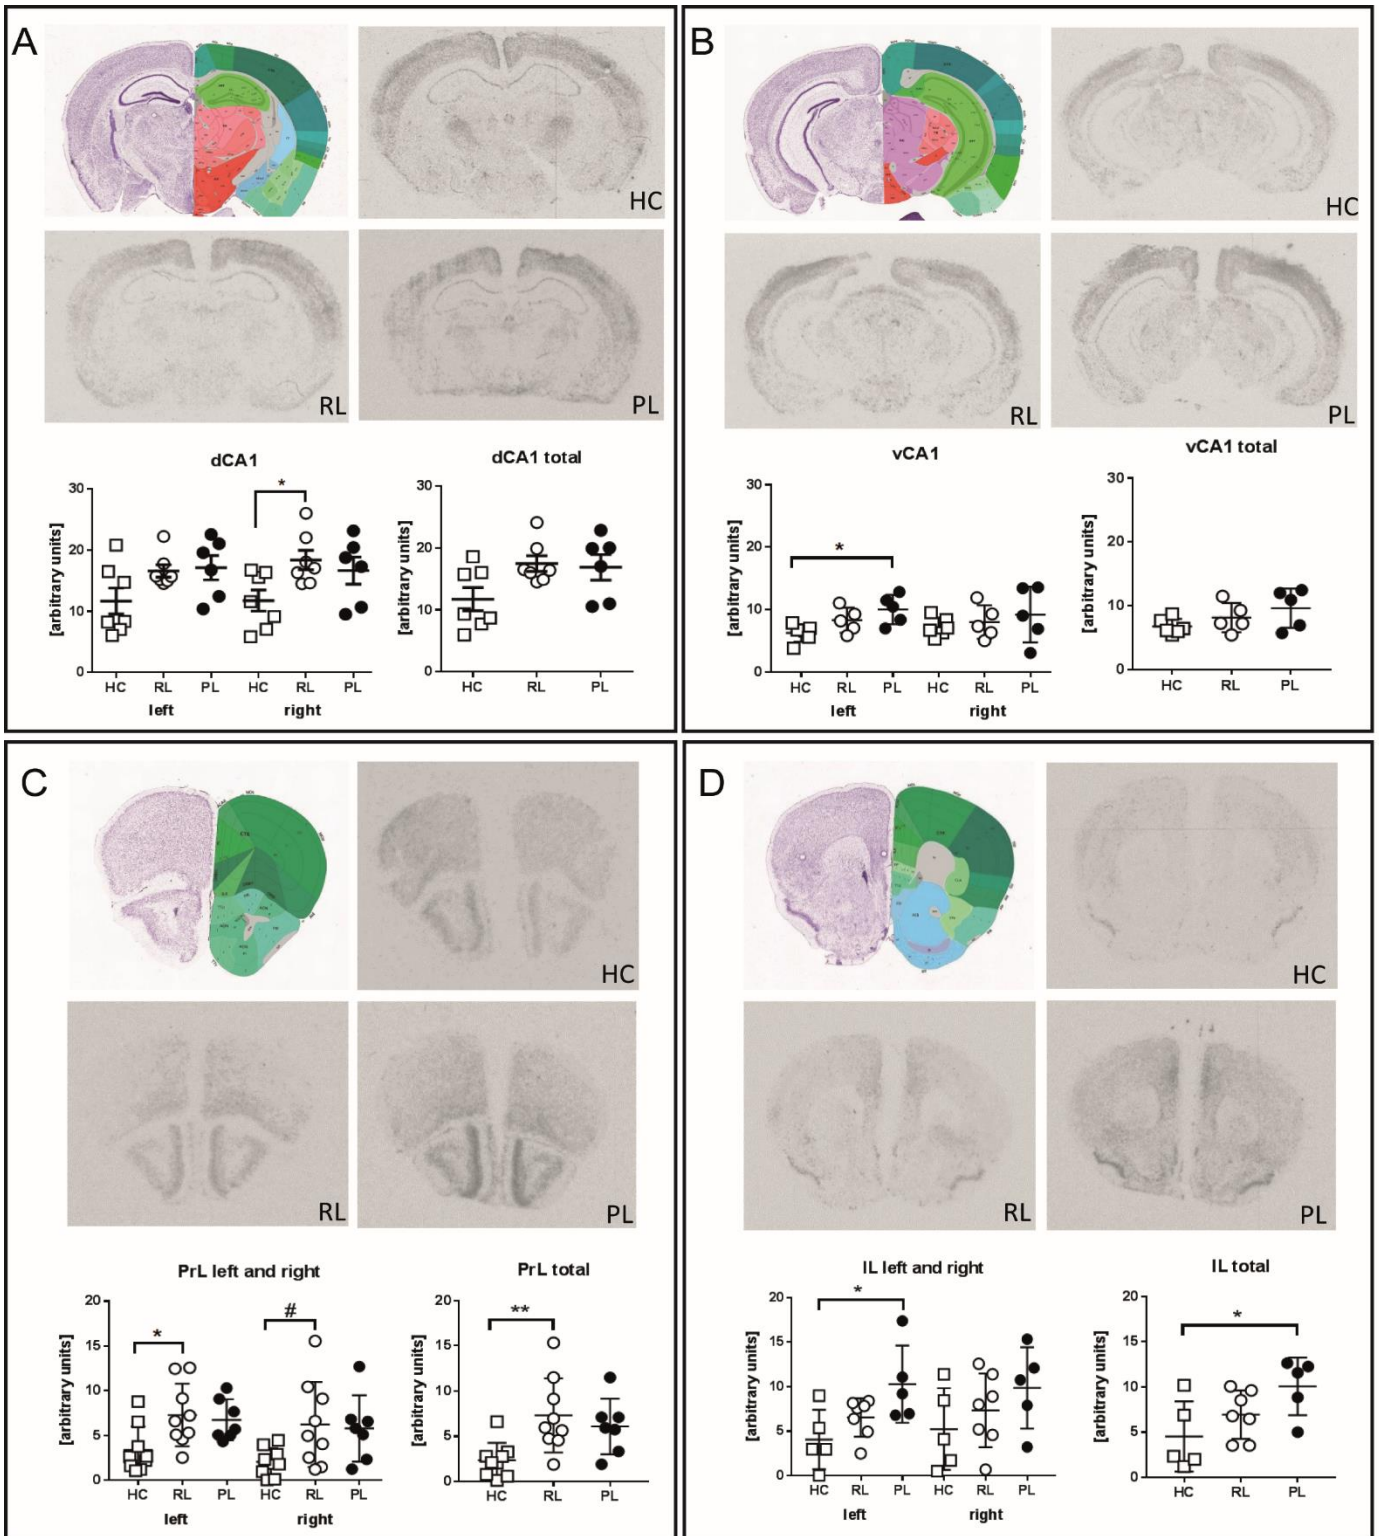 A
HC
RL
PL
dCA1
dCA1 total
30
20
10
0
[arbitrary units]
*
HC RL PL HC RL PL
left right
30
20
10
0
[arbitrary units]
HC RL PL
B
HC
RL
PL
vCA1
vCA1 total
30
20
10
0
[arbitrary units]
*
HC RL PL HC RL PL
left right
30
20
10
0
[arbitrary units]
HC RL PL
C
HC
RL
PL
PrL left and right
PrL total
20
15
10
5
0
[arbitrary units]
* #
HC RL PL HC RL PL
left right
20
15
10
5
0
[arbitrary units]
**
HC RL PL
D
HC
RL
PL
IL left and right
IL total
20
15
10
5
0
[arbitrary units]
*
HC RL PL HC RL PL
left right
20
15
10
5
0
[arbitrary units]
*
HC RL PL